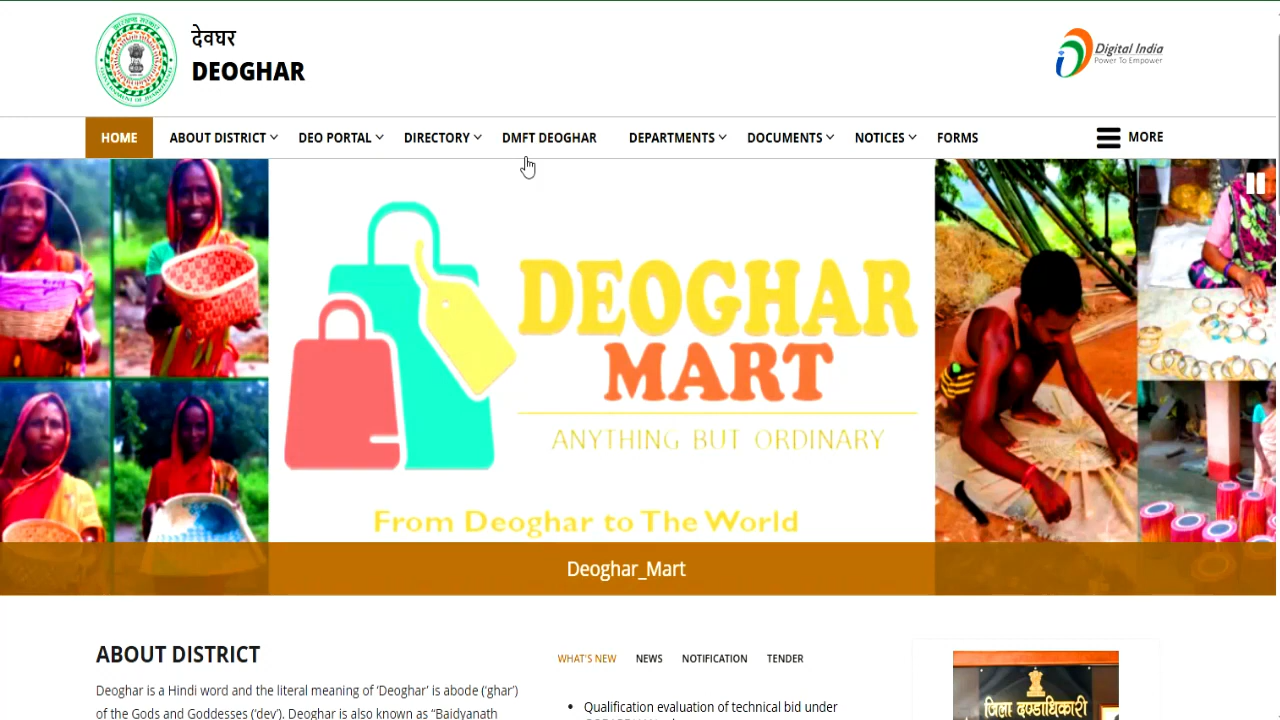 देवघर
DEOGHAR
Digital India
Power To Empower
HOME ABOUT DISTRICT DEO PORTAL DIRECTORY DMFT DEOGHAR DEPARTMENTS DOCUMENTS NOTICES FORMS MORE
DEOGHAR
MART
ANYTHING BUT ORDINARY
From Deoghar to The World
Deoghar_Mart
ABOUT DISTRICT
Deoghar is a Hindi word and the literal meaning of ‘Deoghar’ is abode (‘ghar’)
of the Gods and Goddesses (‘dev’). Deoghar is also known as “Baidyanath
WHAT'S NEW NEWS NOTIFICATION TENDER
• Qualification evaluation of technical bid under
जिला दण्डाधिकारी